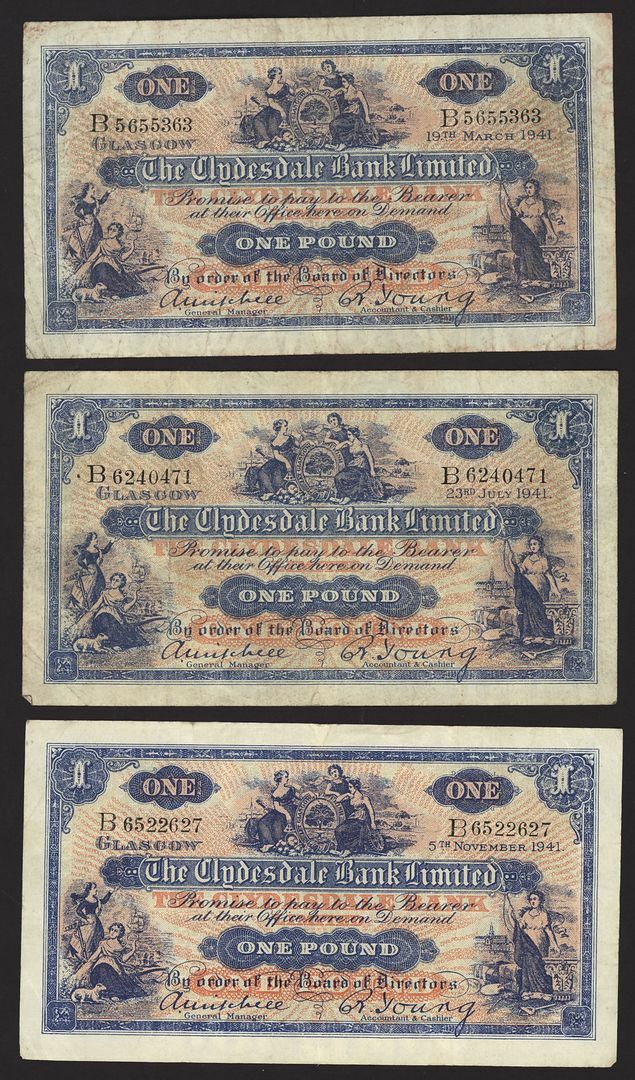 ONE ONE
B 5655363 B 5655363
GLASGOW 19TH MARCH 1941.
The Clydesdale Bank Limited
Promise to pay to the Bearer
at their Office here on Demand
ONE POUND
By order of the Board of Directors
R. Young
General Manager Accountant & Cashier
ONE ONE
B 6240471 B 6240471
GLASGOW 23RD JULY 1941.
The Clydesdale Bank Limited
Promise to pay to the Bearer
at their Office here on Demand
ONE POUND
By order of the Board of Directors
R. Young
General Manager Accountant & Cashier
ONE ONE
B 6522627 B 6522627
GLASGOW 5TH NOVEMBER 1941.
The Clydesdale Bank Limited
Promise to pay to the Bearer
at their Office here on Demand
ONE POUND
By order of the Board of Directors
R. Young
General Manager Accountant & Cashier